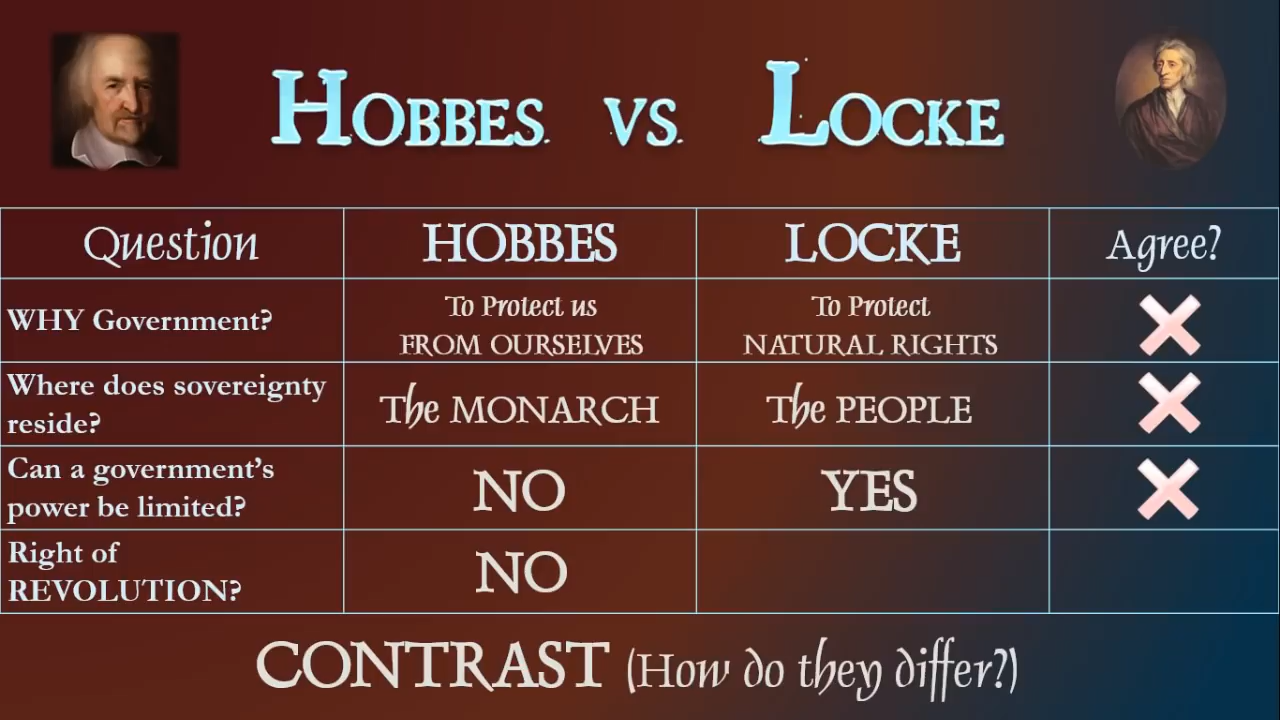 HOBBES VS. LOCKE
Question HOBBES LOCKE Agree?
WHY Government?
To Protect us
FROM OURSELVES
To Protect
NATURAL RIGHTS
Where does sovereignty
reside?
The MONARCH
The PEOPLE
Can a government's
power be limited?
NO
YES
Right of
REVOLUTION?
NO
CONTRAST (How do they differ?)